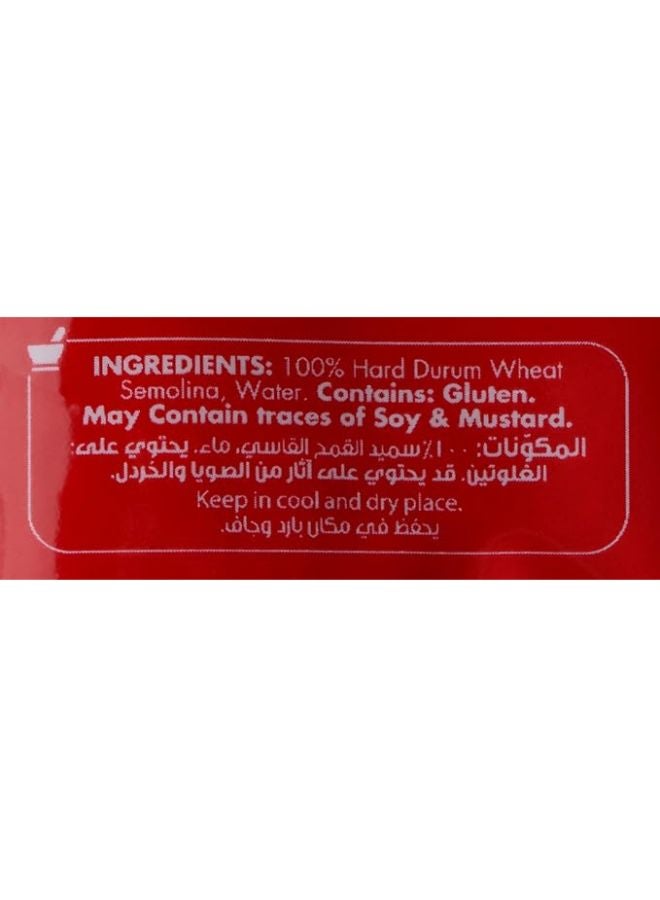 INGREDIENTS: 100% Hard Durum Wheat
Semolina, Water. Contains: Gluten.
May Contain traces of Soy & Mustard.
المكوّنات: ١٠٠٪ سميد القمح القاسي، ماء. يحتوي على:
الغلوتين. قد يحتوي على آثار من الصويا والخردل.
Keep in cool and dry place.
يحفظ في مكان بارد وجاف.